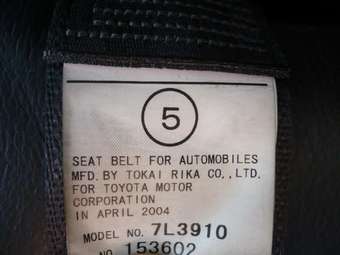 5
SEAT BELT FOR AUTOMOBILES
MFD. BY TOKAI RIKA CO.,LTD.
FOR TOYOTA MOTOR
CORPORATION
IN APRIL 2004
MODEL NO. 7L3910
NO. 153602